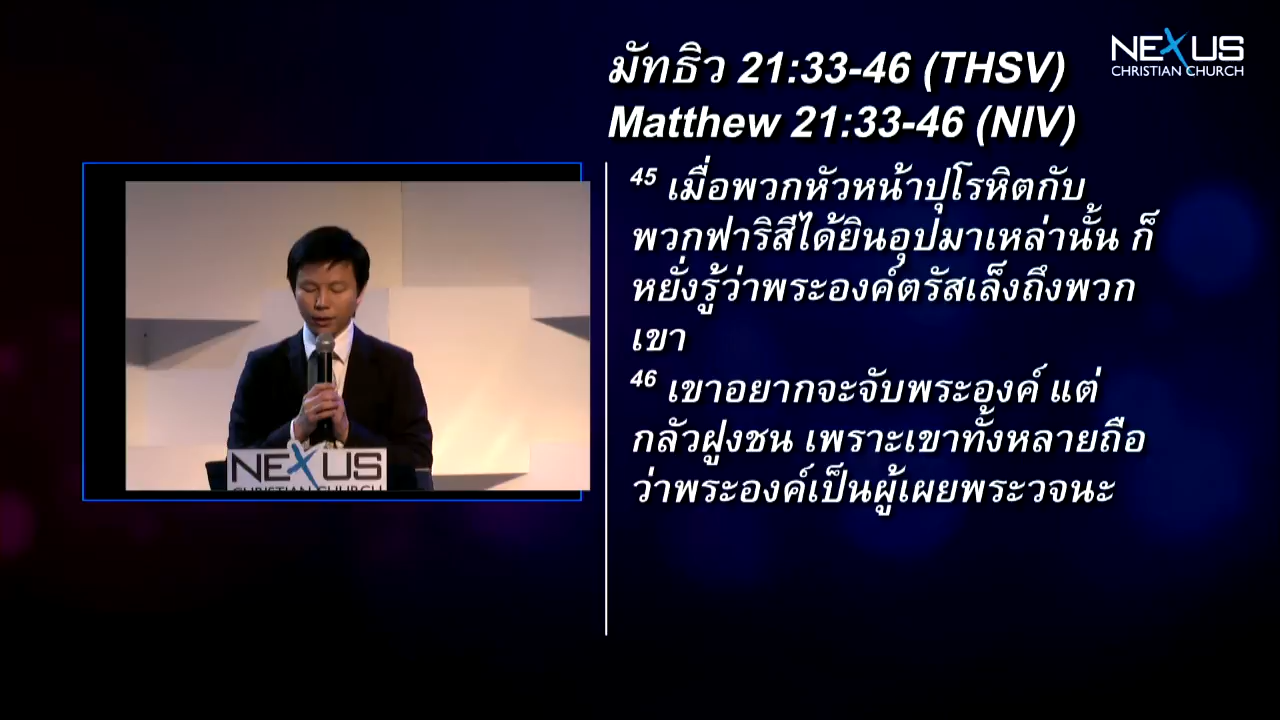 มัทธิว 21:33-46 (THSV)
Matthew 21:33-46 (NIV)
NEXUS
CHRISTIAN CHURCH
45 เมื่อพวกหัวหน้าปุโรหิตกับ
พวกฟาริสีได้ยินอุปมาเหล่านั้น ก็
หยั่งรู้ว่าพระองค์ตรัสเล็งถึงพวก
เขา
46 เขาอยากจะจับพระองค์ แต่
กลัวฝูงชน เพราะเขาทั้งหลายถือ
ว่าพระองค์เป็นผู้เผยพระวจนะ
NEXUS
CHRISTIAN CHURCH